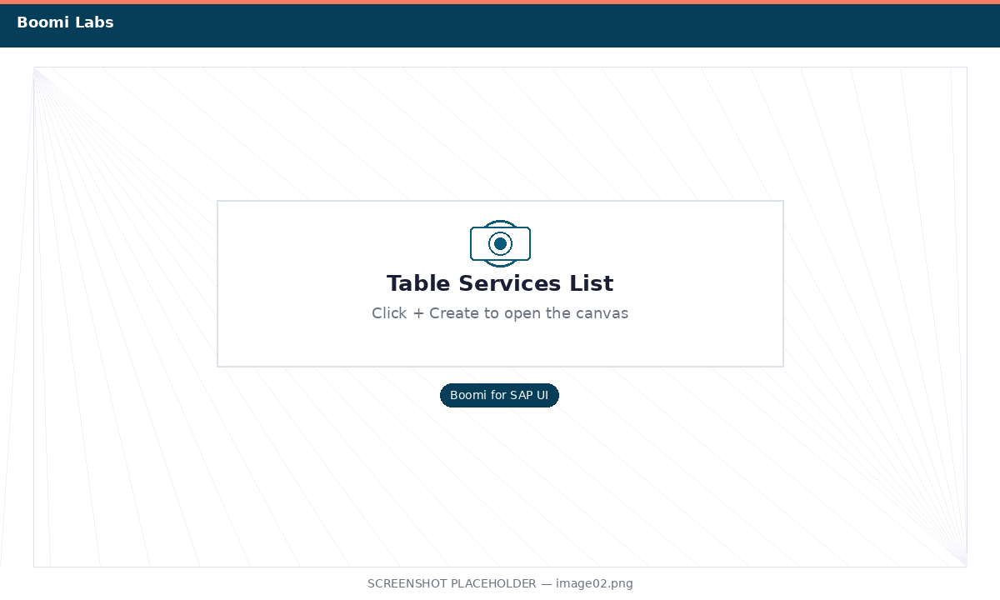 Boomi Labs
Table Services List
Click + Create to open the canvas
Boomi for SAP UI
SCREENSHOT PLACEHOLDER — image02.png